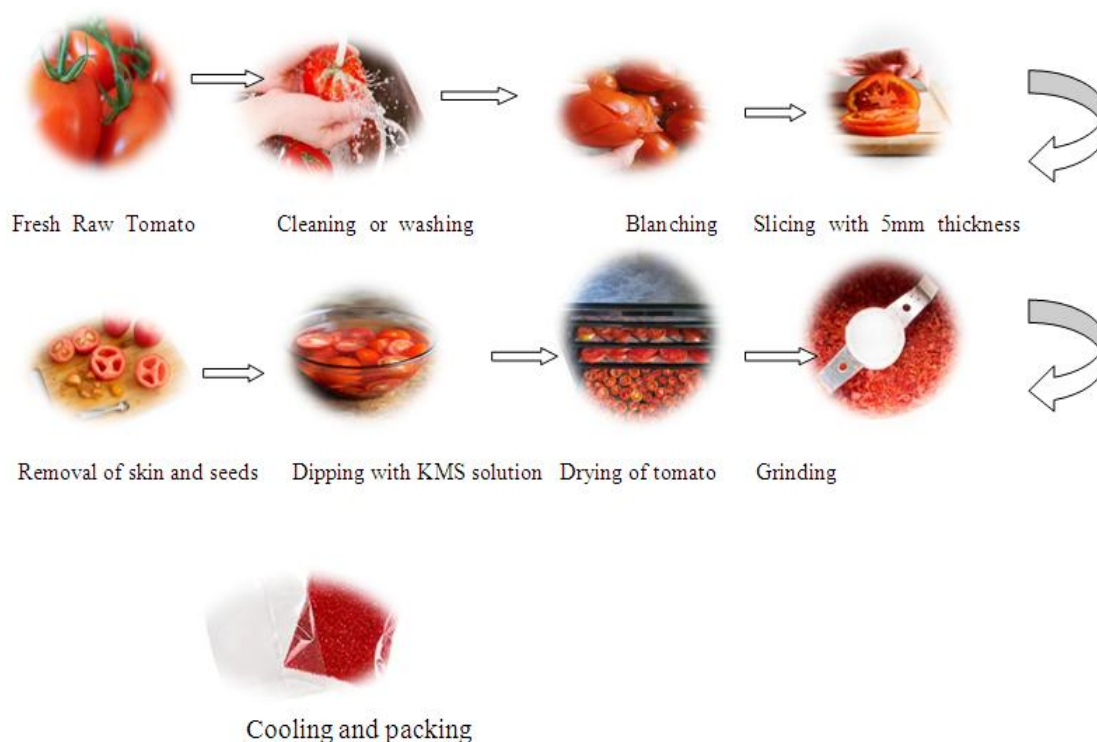 Fresh Raw Tomato
Cleaning or washing
Blanching
Slicing with 5mm thickness
Removal of skin and seeds
Dipping with KMS solution
Drying of tomato
Grinding
Cooling and packing